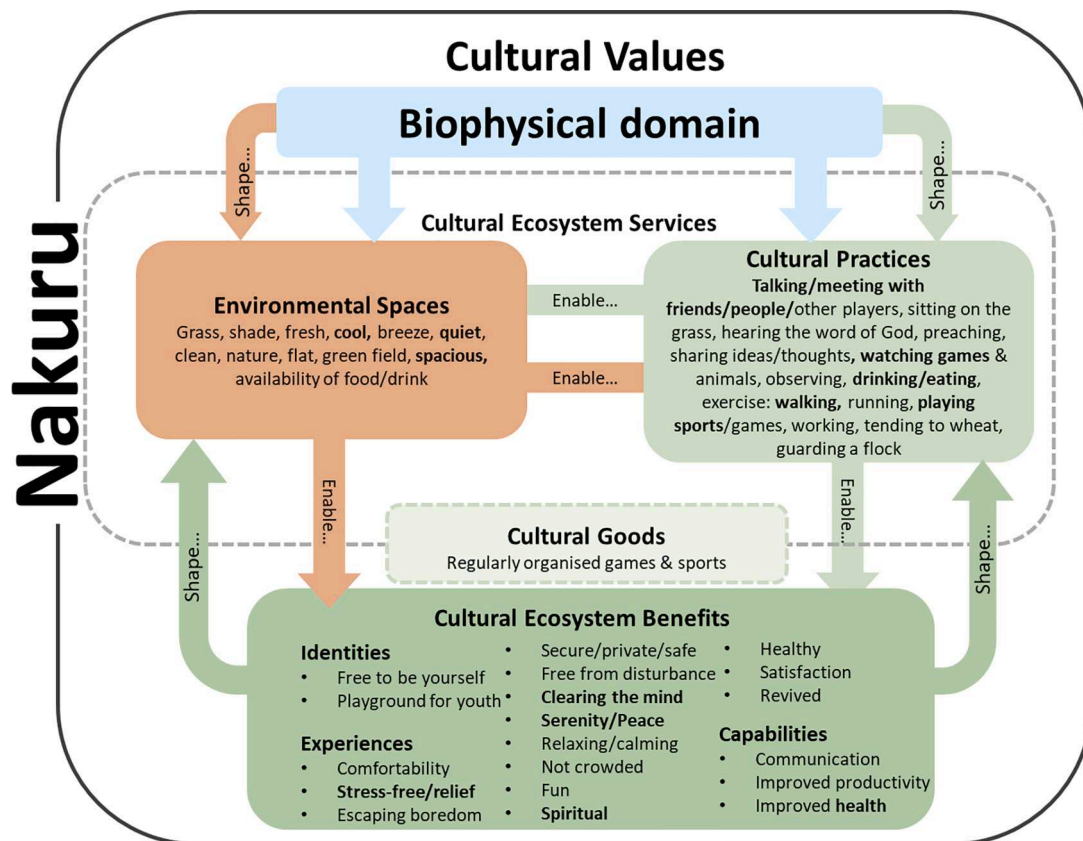 Nakuru
Cultural Values
Biophysical domain
Shape...
Shape...
Cultural Ecosystem Services
Environmental Spaces
Grass, shade, fresh, cool, breeze, quiet,
clean, nature, flat, green field, spacious,
availability of food/drink
Enable...
Enable...
Cultural Practices
Talking/meeting with
friends/people/other players, sitting on the
grass, hearing the word of God, preaching,
sharing ideas/thoughts, watching games &
animals, observing, drinking/eating,
exercise: walking, running, playing
sports/games, working, tending to wheat,
guarding a flock
Shape...
Enable...
Enable...
Shape...
Cultural Goods
Regularly organised games & sports
Cultural Ecosystem Benefits
Identities
• Free to be yourself
• Playground for youth
Experiences
• Comfortability
• Stress-free/relief
• Escaping boredom
• Secure/private/safe
• Free from disturbance
• Clearing the mind
• Serenity/Peace
• Relaxing/calming
• Not crowded
• Fun
• Spiritual
• Healthy
• Satisfaction
• Revived
Capabilities
• Communication
• Improved productivity
• Improved health